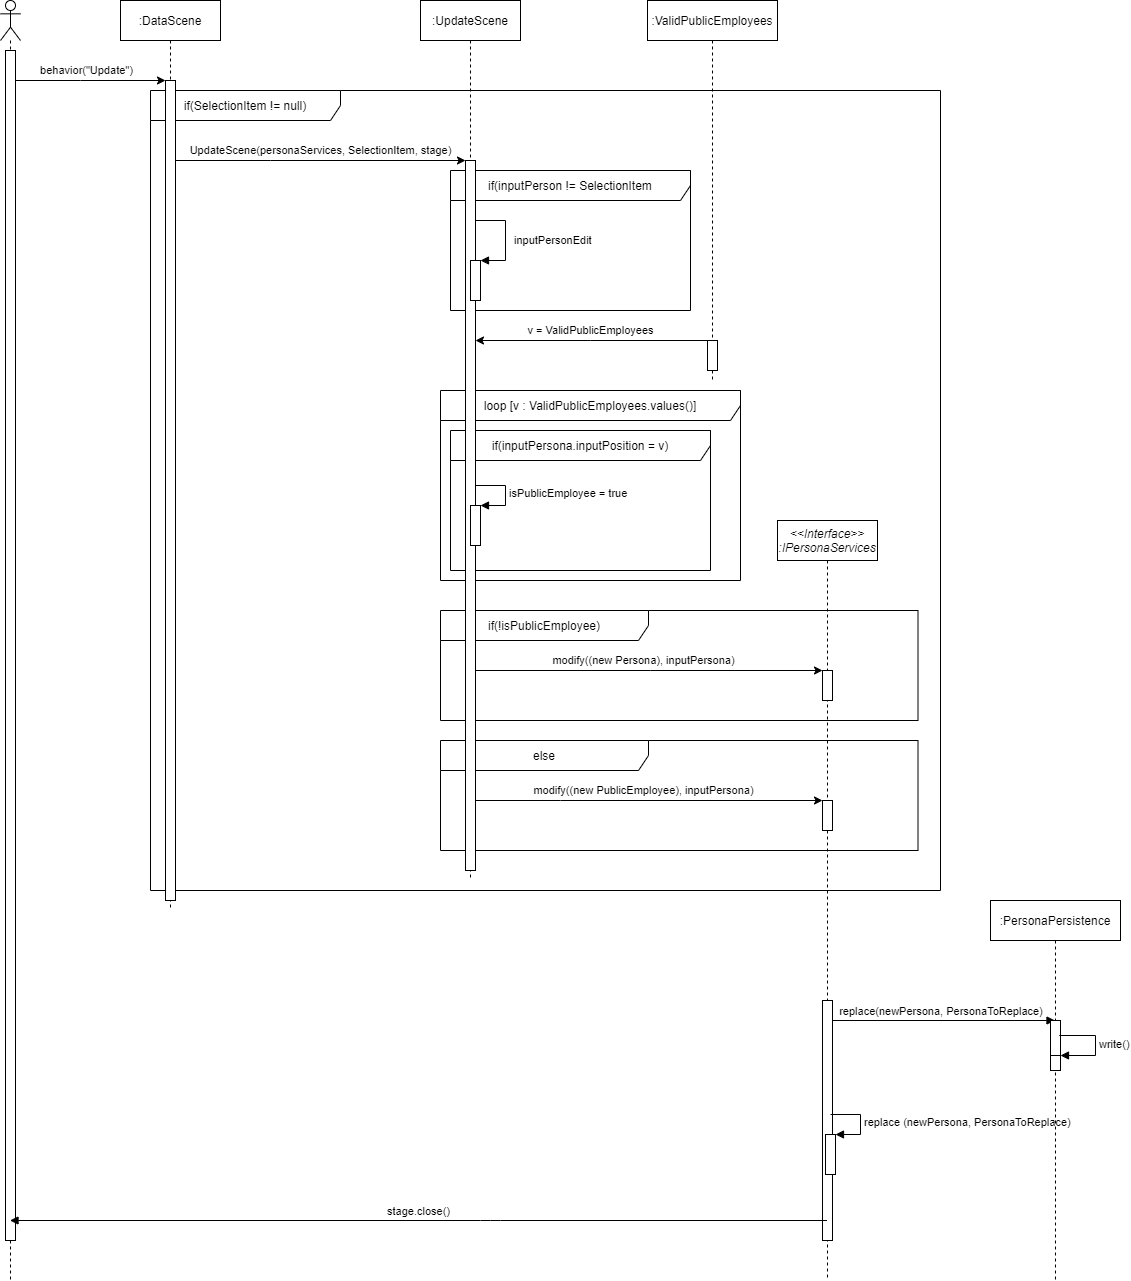 :DataScene
:UpdateScene
:ValidPublicEmployees
behavior("Update")
if(SelectionItem != null)
UpdateScene(personaServices, SelectionItem, stage)
if(inputPerson != SelectionItem
inputPersonEdit
v = ValidPublicEmployees
loop [v : ValidPublicEmployees.values()]
if(inputPersona.inputPosition = v)
isPublicEmployee = true
<<Interface>>
:IPersonaServices
if(!isPublicEmployee)
modify((new Persona), inputPersona)
else
modify((new PublicEmployee), inputPersona)
:PersonaPersistence
replace(newPersona, PersonaToReplace)
write()
replace (newPersona, PersonaToReplace)
stage.close()